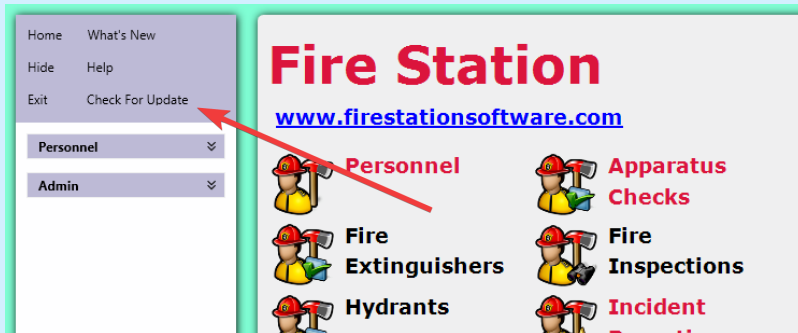 Home What's New
Hide Help
Exit Check For Update
Personnel
Admin
Fire Station
www.firestationsoftware.com
Personnel
Apparatus
Checks
Fire
Extinguishers
Fire
Inspections
Hydrants
Incident